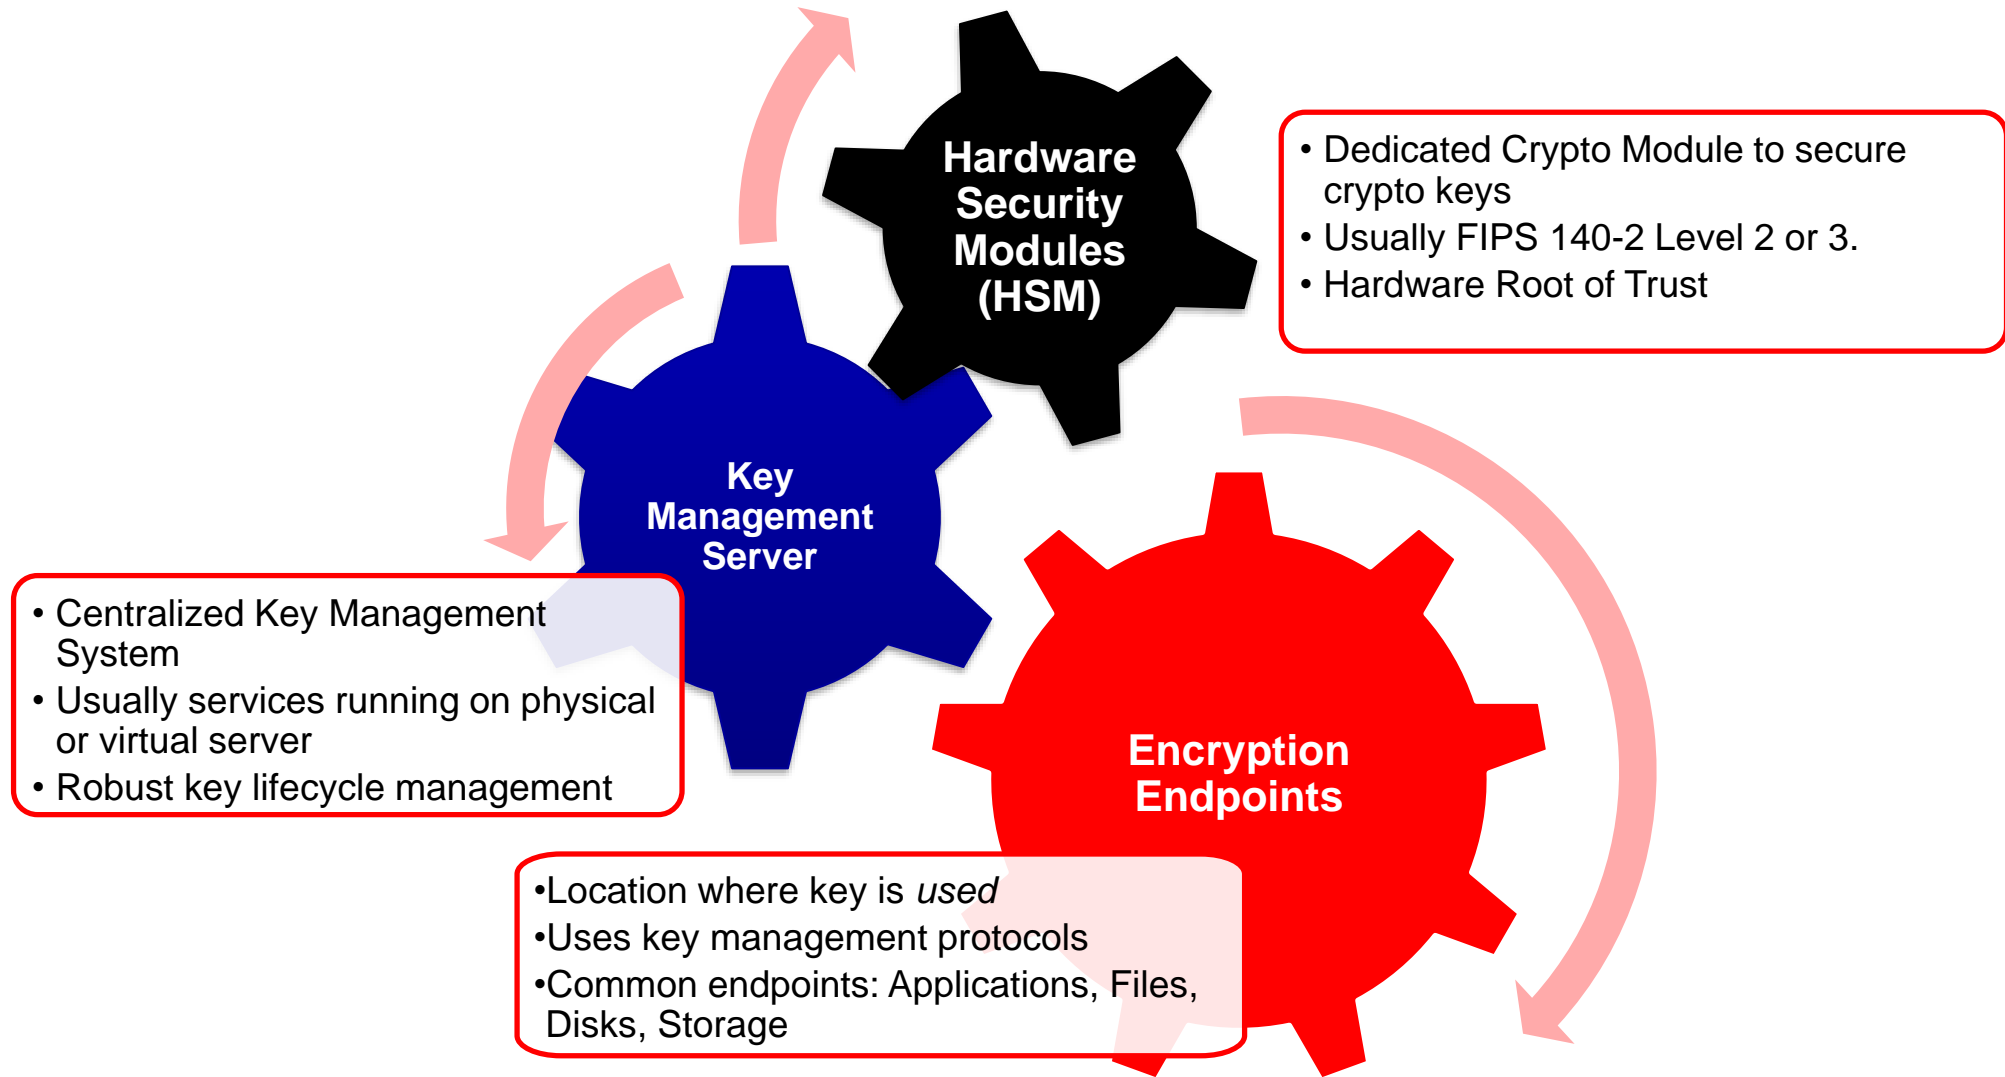 Hardware
Security
Modules
(HSM)
• Dedicated Crypto Module to secure
crypto keys
• Usually FIPS 140-2 Level 2 or 3.
• Hardware Root of Trust
Key
Management
Server
• Centralized Key Management
System
• Usually services running on physical
or virtual server
• Robust key lifecycle management
Encryption
Endpoints
•Location where key is used
•Uses key management protocols
•Common endpoints: Applications, Files,
Disks, Storage